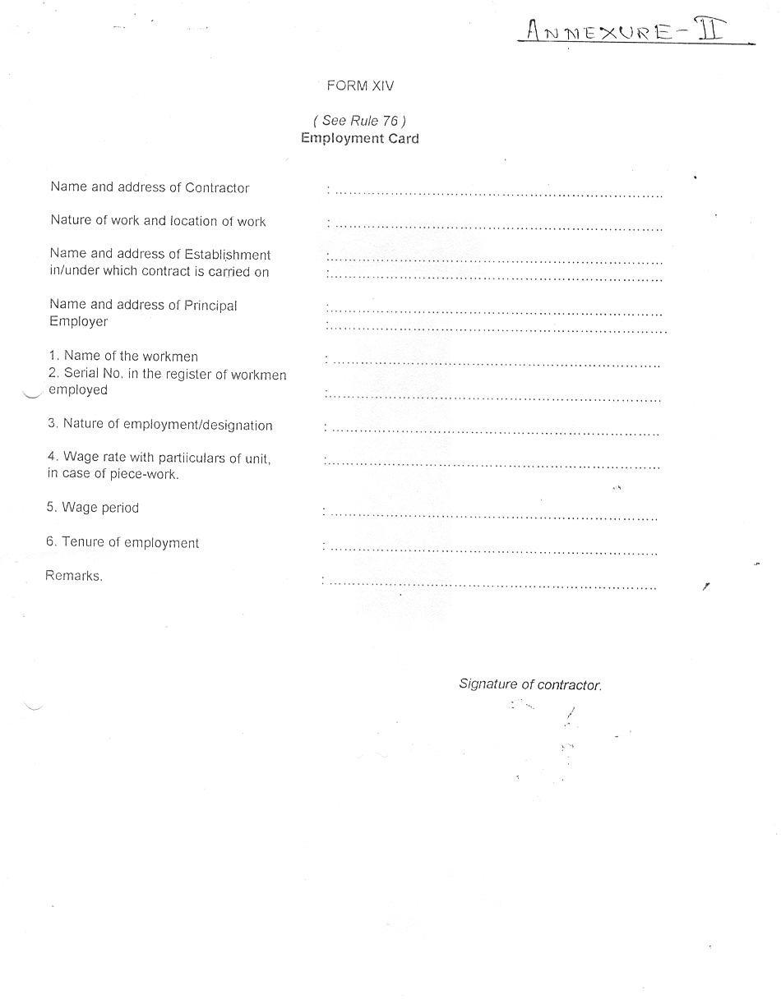 ANNEXURE-II
FORM XIV
( See Rule 76 )
Employment Card
Name and address of Contractor : ................................................................
Nature of work and location of work : ................................................................
Name and address of Establishment :................................................................
in/under which contract is carried on :................................................................
Name and address of Principal :................................................................
Employer :................................................................
1. Name of the workmen : ................................................................
2. Serial No. in the register of workmen
employed :................................................................
3. Nature of employment/designation : ................................................................
4. Wage rate with partiiculars of unit, :................................................................
in case of piece-work.
5. Wage period : ................................................................
6. Tenure of employment : ................................................................
Remarks. : ................................................................
Signature of contractor.